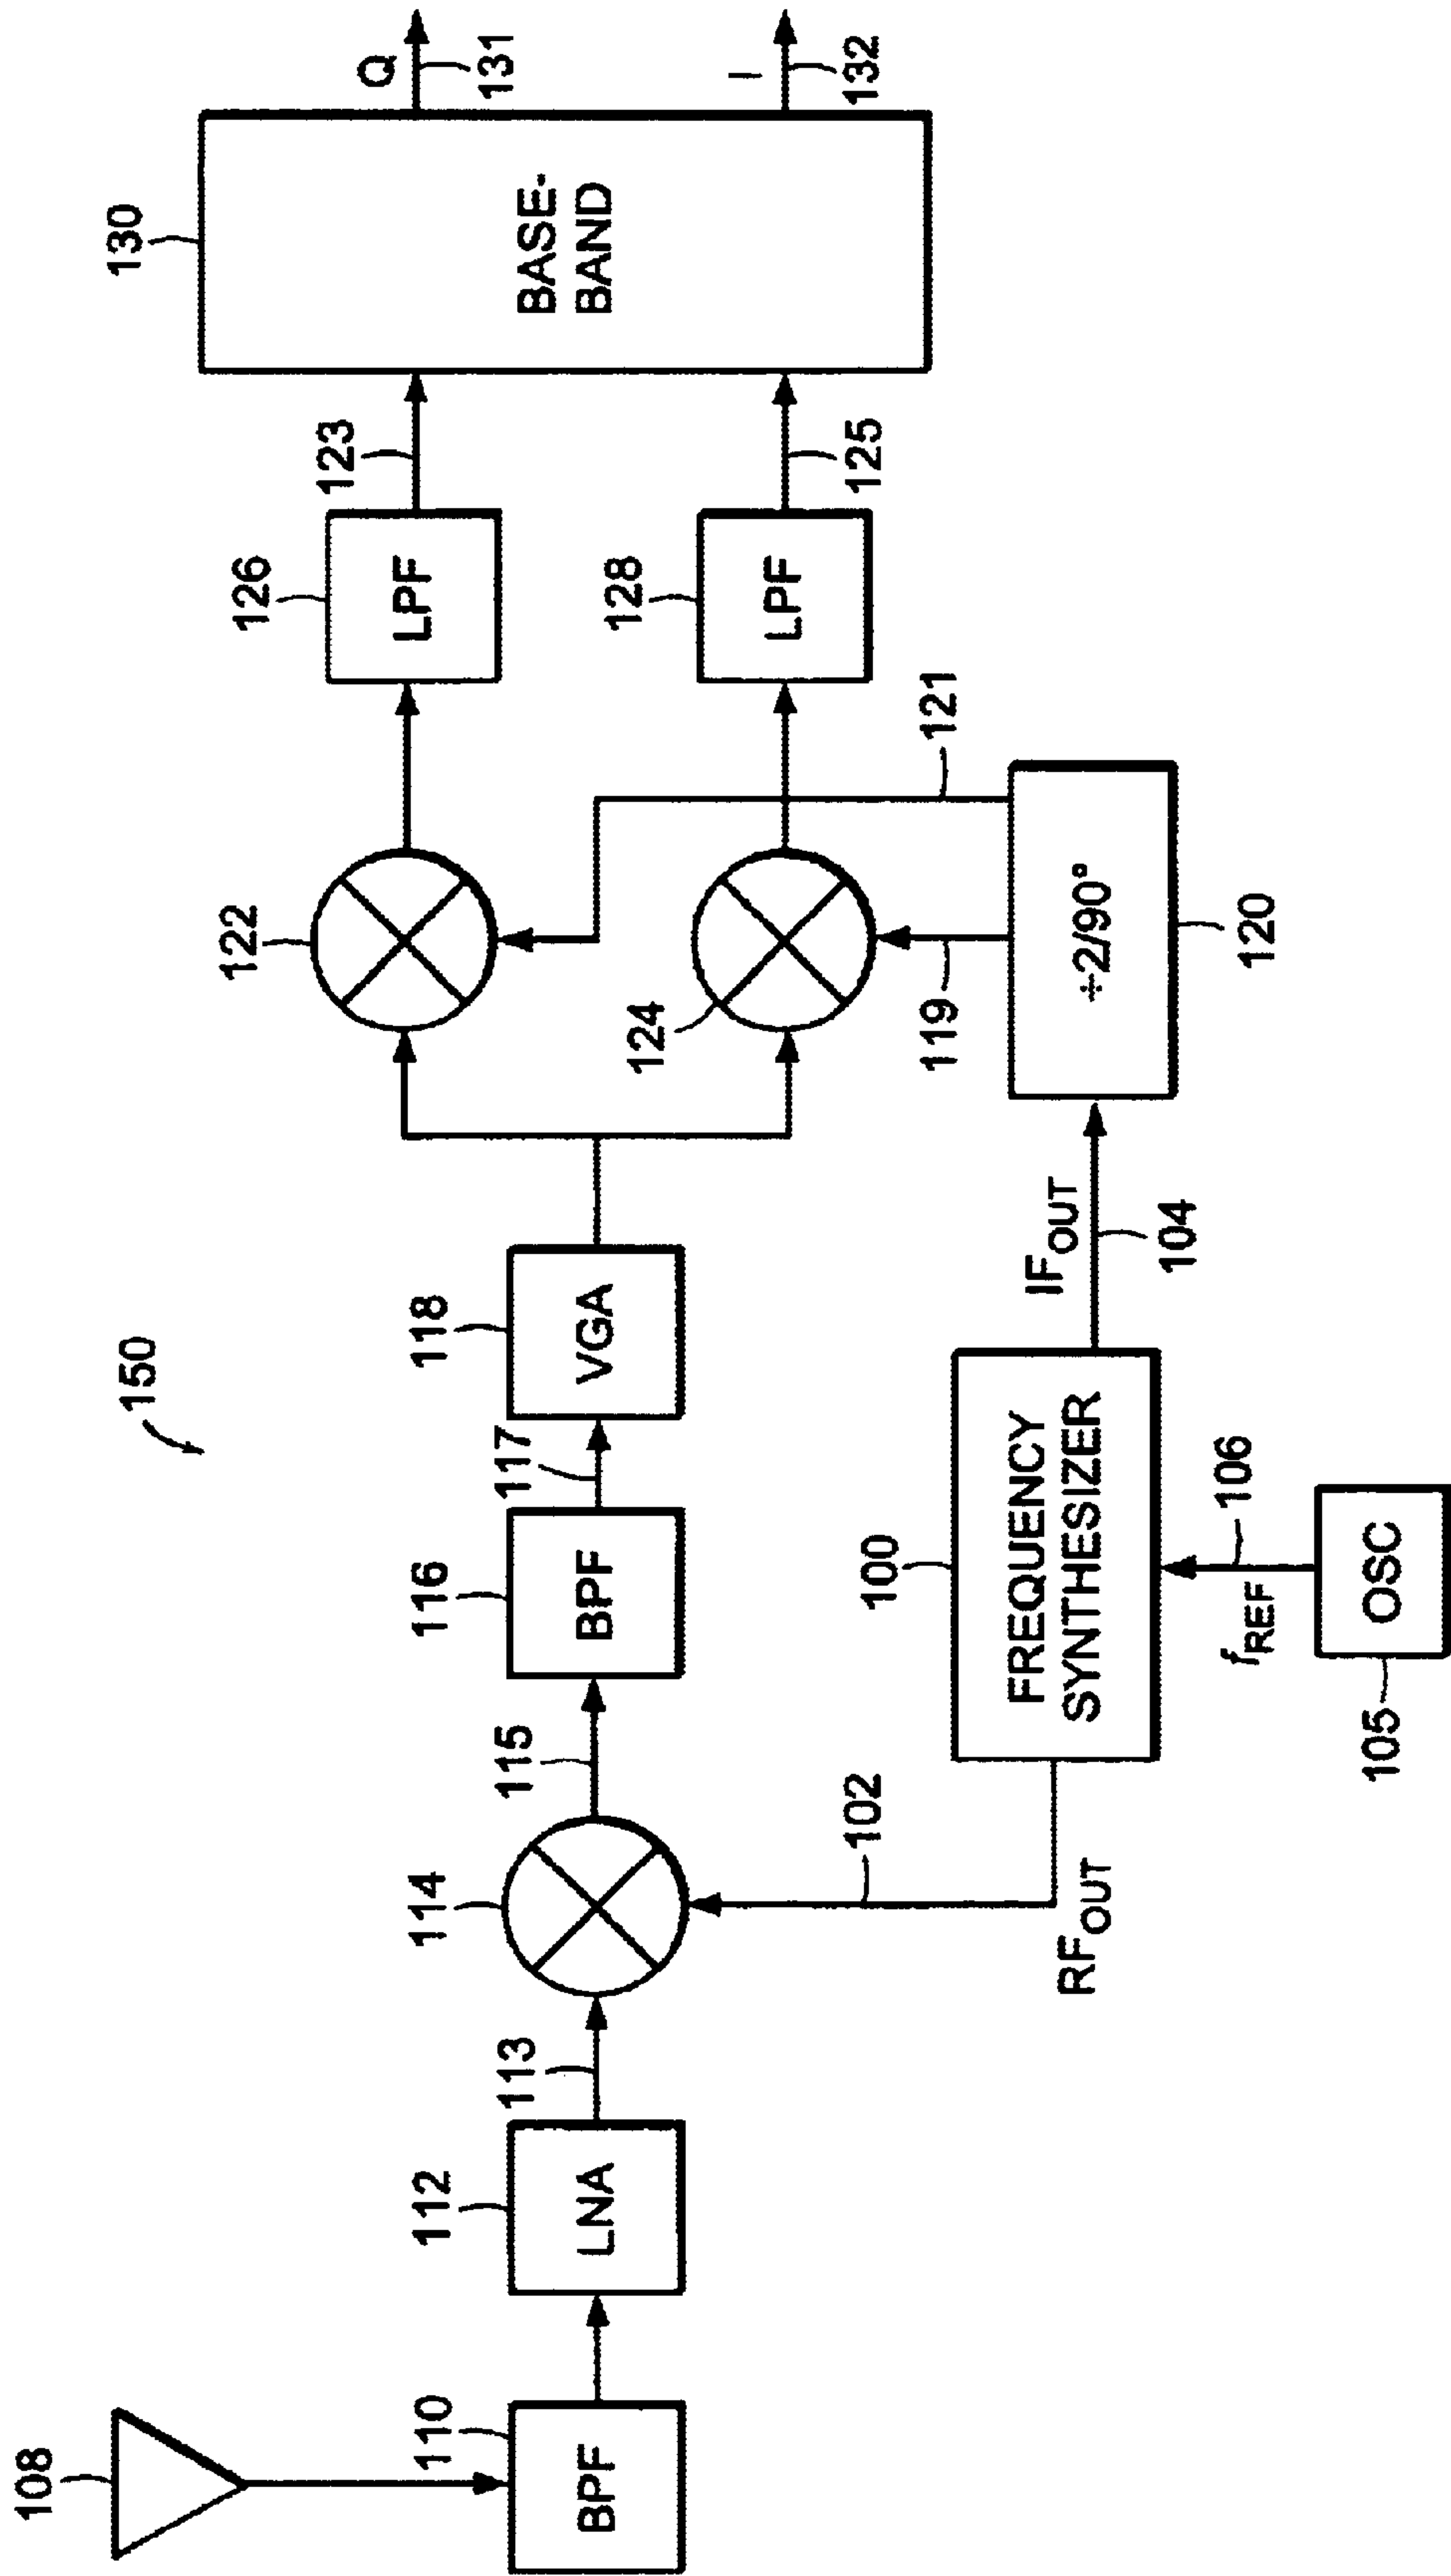 150
108
110
BPF
112
LNA
113
114
115
116
BPF
117
118
VGA
122
124
126
LPF
128
LPF
123
125
130
BASE-
BAND
Q
131
I
132
RF_OUT
102
100
FREQUENCY
SYNTHESIZER
f_REF
106
105
OSC
IF_OUT
104
119
121
÷2/90°
120